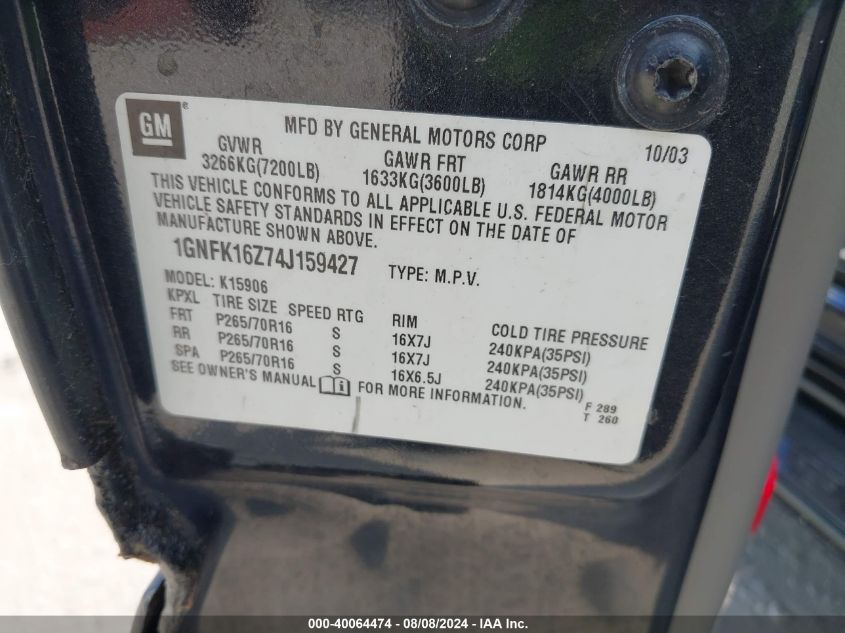 GM ® MFD BY GENERAL MOTORS CORP 10/03
GVWR GAWR FRT GAWR RR
3266KG(7200LB) 1633KG(3600LB) 1814KG(4000LB)
THIS VEHICLE CONFORMS TO ALL APPLICABLE U.S. FEDERAL MOTOR
VEHICLE SAFETY STANDARDS IN EFFECT ON THE DATE OF
MANUFACTURE SHOWN ABOVE.
1GNFK16Z74J159427 TYPE: M.P.V.
MODEL: K15906
KPXL TIRE SIZE SPEED RTG RIM COLD TIRE PRESSURE
FRT P265/70R16 S 16X7J 240KPA(35PSI)
RR P265/70R16 S 16X7J 240KPA(35PSI)
SPA P265/70R16 S 16X6.5J 240KPA(35PSI)
SEE OWNER'S MANUAL FOR MORE INFORMATION.
F 289
T 260
000-40064474 - 08/08/2024 - IAA Inc.